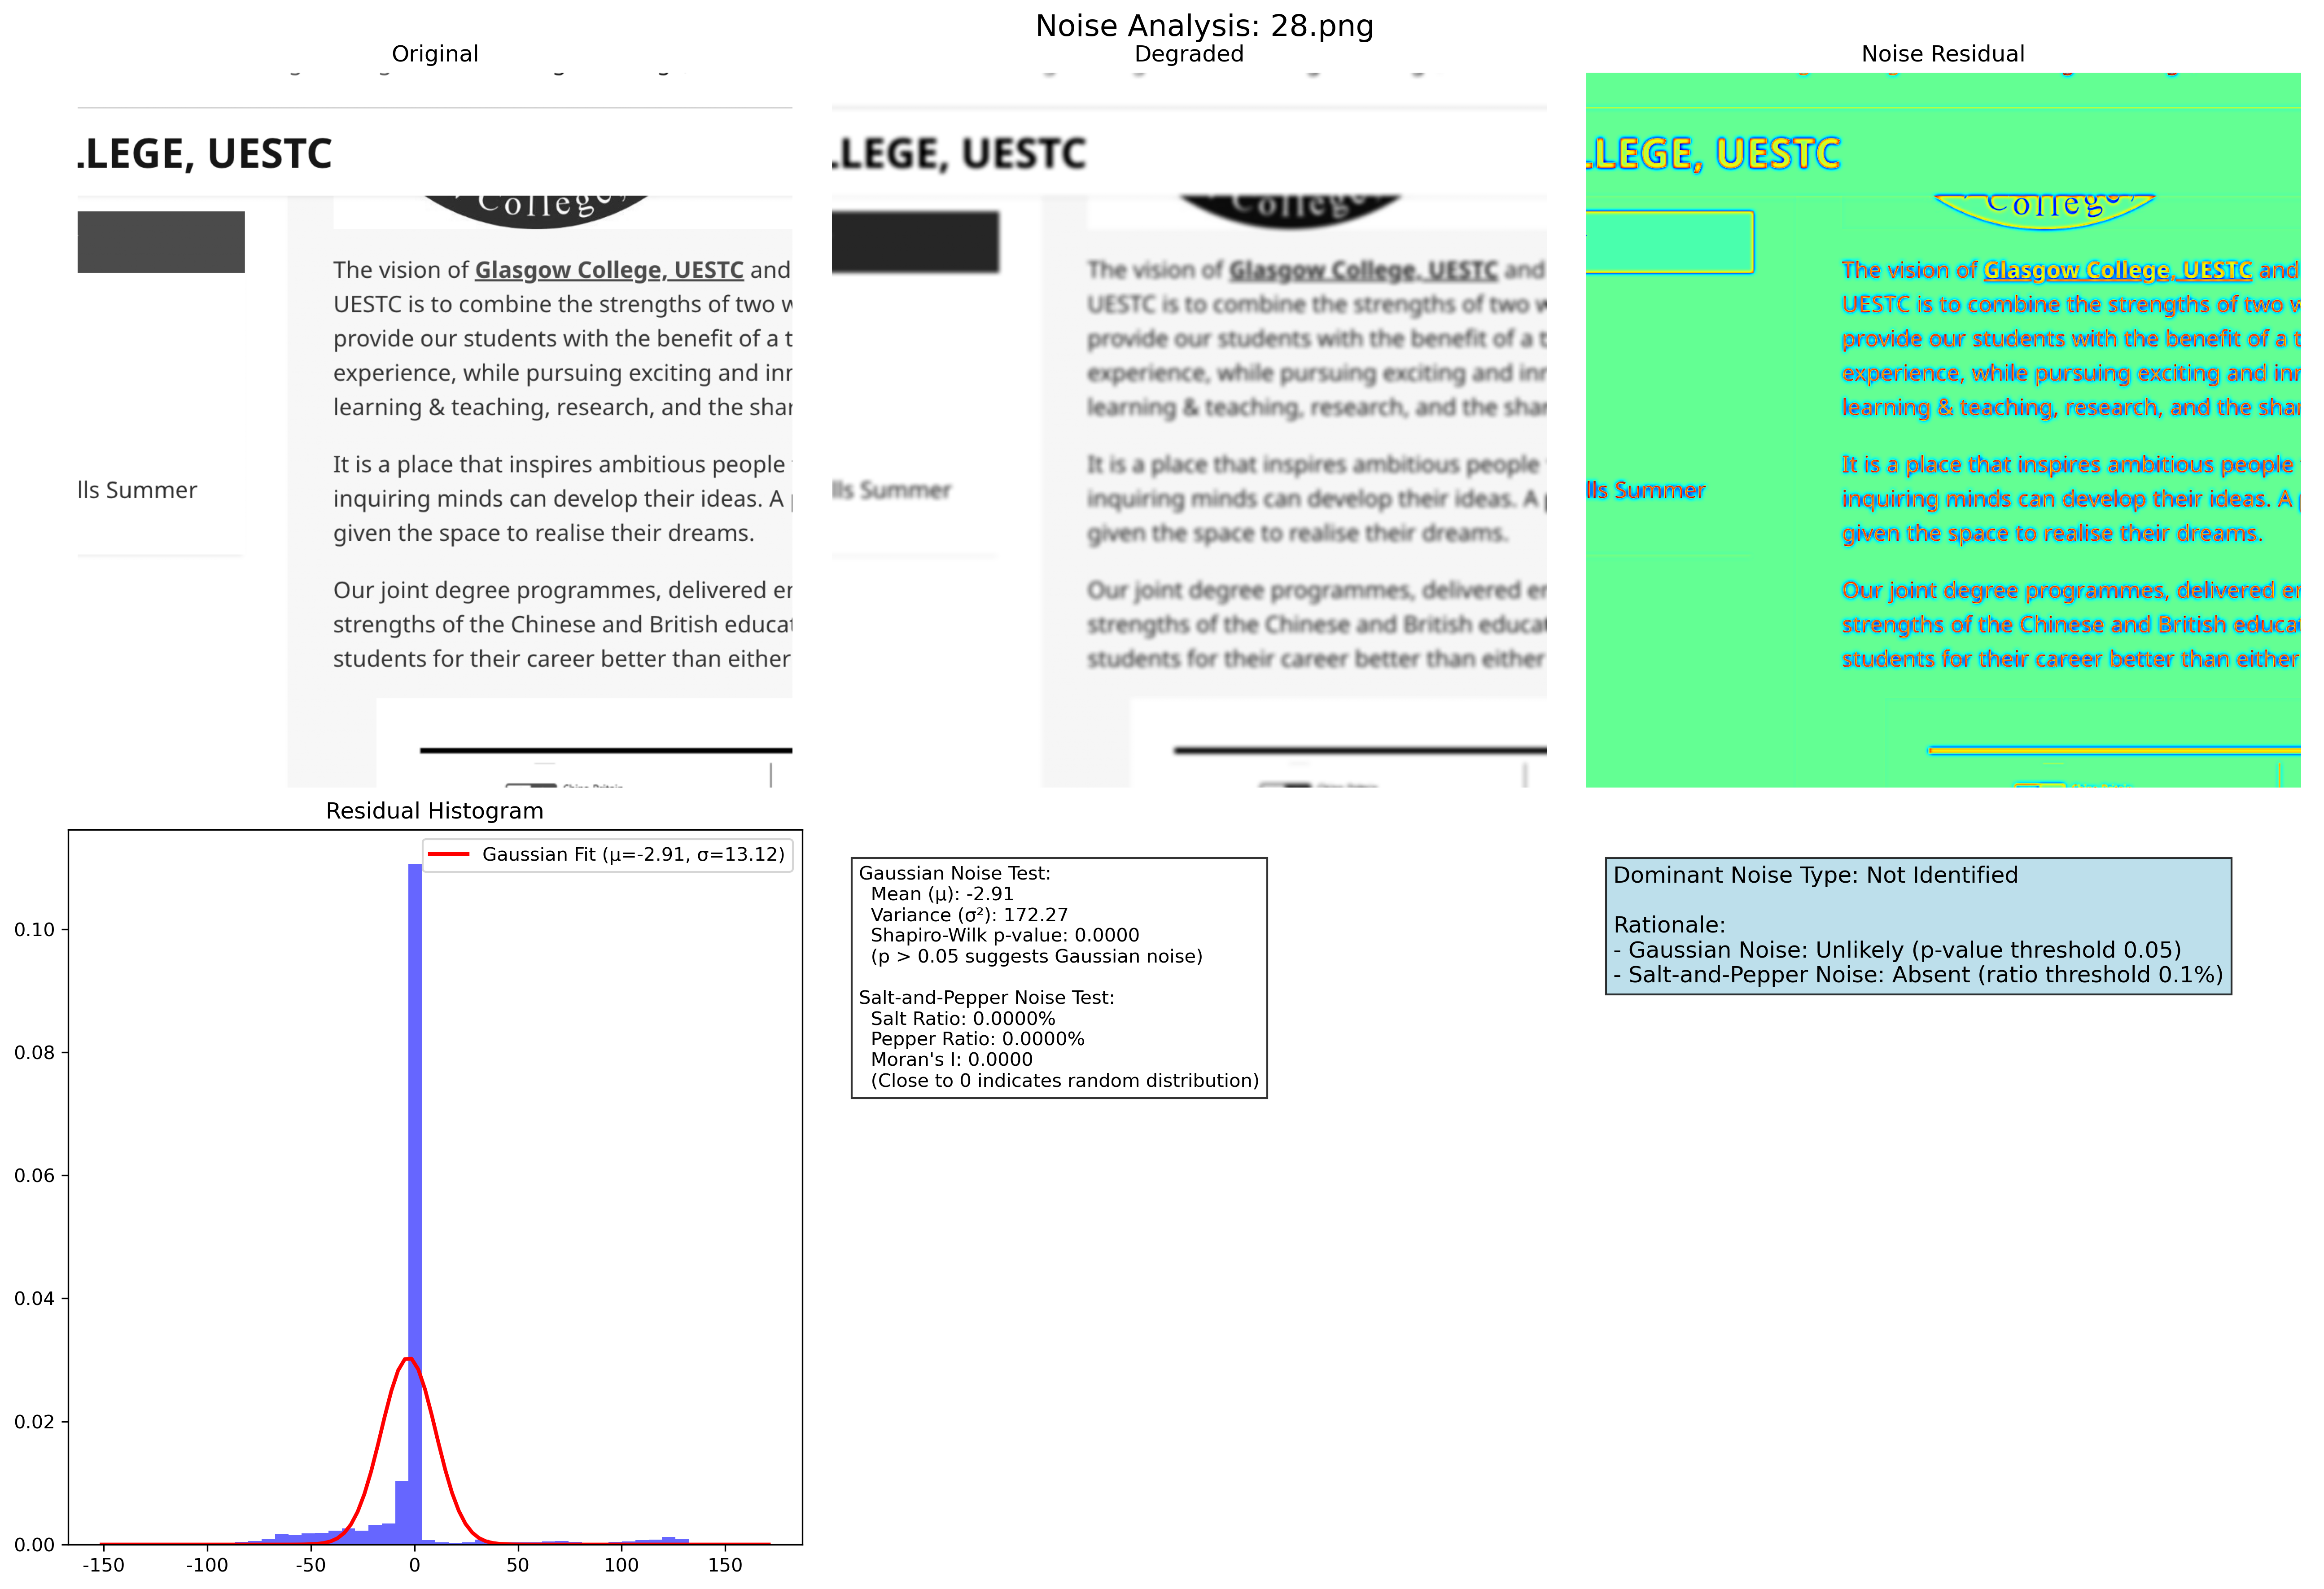 Noise Analysis: 28.png
Original
Degraded
Noise Residual
.LEGE, UESTC
College,
The vision of Glasgow College, UESTC and
UESTC is to combine the strengths of two w
provide our students with the benefit of a t
experience, while pursuing exciting and inn
learning & teaching, research, and the shar
It is a place that inspires ambitious people
inquiring minds can develop their ideas. A p
given the space to realise their dreams.
lls Summer
Our joint degree programmes, delivered en
strengths of the Chinese and British educat
students for their career better than either
LLEGE, UESTC
College,
The vision of Glasgow College, UESTC and
UESTC is to combine the strengths of two w
provide our students with the benefit of a t
experience, while pursuing exciting and inn
learning & teaching, research, and the shar
It is a place that inspires ambitious people
inquiring minds can develop their ideas. A p
given the space to realise their dreams.
lls Summer
Our joint degree programmes, delivered en
strengths of the Chinese and British educat
students for their career better than either
LLEGE, UESTC
College,
The vision of Glasgow College, UESTC and
UESTC is to combine the strengths of two w
provide our students with the benefit of a t
experience, while pursuing exciting and inn
learning & teaching, research, and the shar
It is a place that inspires ambitious people
inquiring minds can develop their ideas. A p
given the space to realise their dreams.
lls Summer
Our joint degree programmes, delivered en
strengths of the Chinese and British educat
students for their career better than either
Residual Histogram
Gaussian Fit (μ=-2.91, σ=13.12)
0.10
0.08
0.06
0.04
0.02
0.00
-150 -100 -50 0 50 100 150
Gaussian Noise Test:
Mean (μ): -2.91
Variance (σ²): 172.27
Shapiro-Wilk p-value: 0.0000
(p > 0.05 suggests Gaussian noise)
Salt-and-Pepper Noise Test:
Salt Ratio: 0.0000%
Pepper Ratio: 0.0000%
Moran's I: 0.0000
(Close to 0 indicates random distribution)
Dominant Noise Type: Not Identified
Rationale:
- Gaussian Noise: Unlikely (p-value threshold 0.05)
- Salt-and-Pepper Noise: Absent (ratio threshold 0.1%)